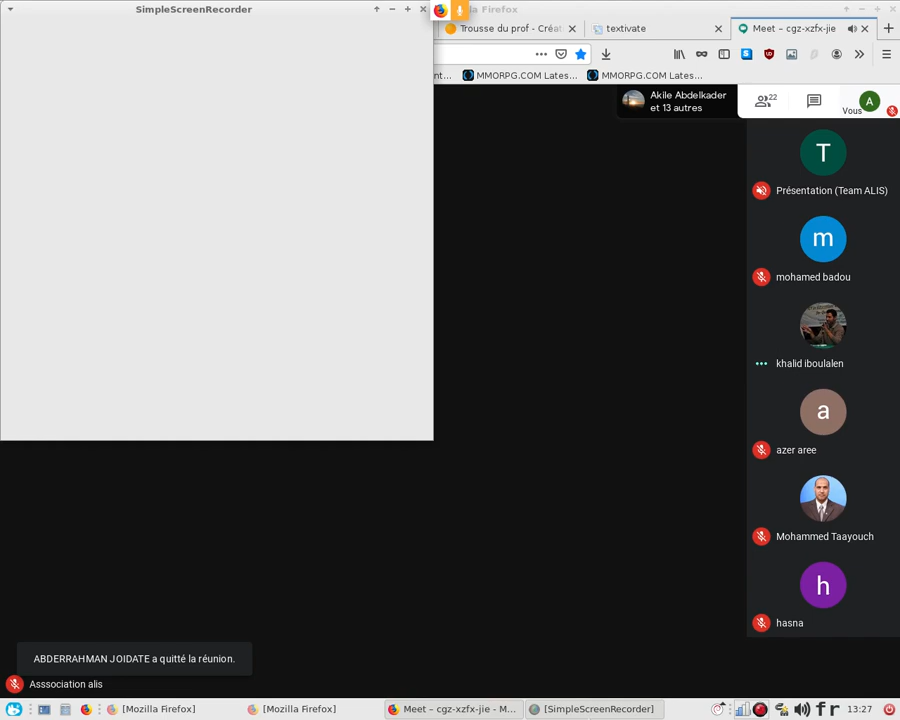 SimpleScreenRecorder
la Firefox
Trousse du prof - Créat
textivate
Meet – cgz-xzfx-jie
nt...
MMORPG.COM Lates...
MMORPG.COM Lates...
Akile Abdelkader
et 13 autres
22
Vous
A
T
Présentation (Team ALIS)
m
mohamed badou
khalid iboulalen
a
azer aree
Mohammed Taayouch
h
hasna
ABDERRAHMAN JOIDATE a quitté la réunion.
Asssociation alis
[Mozilla Firefox]
[Mozilla Firefox]
Meet – cgz-xzfx-jie - M...
[SimpleScreenRecorder]
fr
13:27